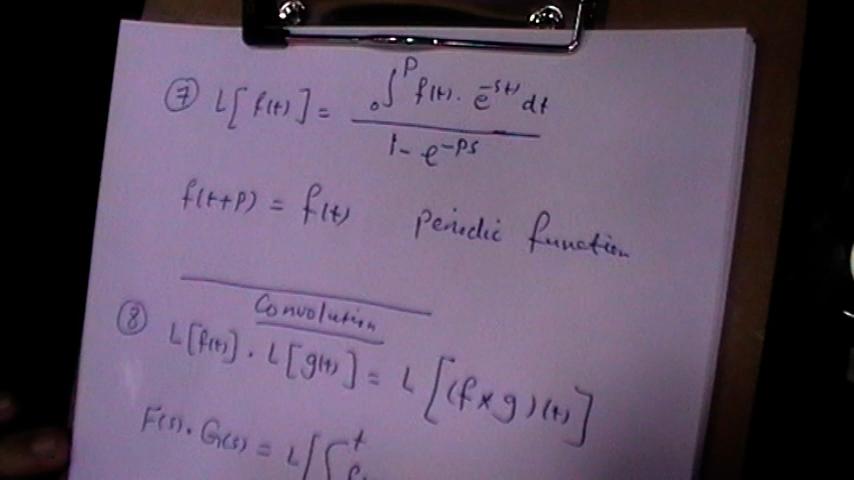 ⑦ L[f(t)] = ₀∫ᴾ f(t). e^-st) dt / 1 - e^-ps
f(t+P) = f(t) periodic function
Convolution
⑧ L[f(t)] . L[g(t)] = L[(f×g)(t)]
F(s). G(s) = L[∫ᵗ